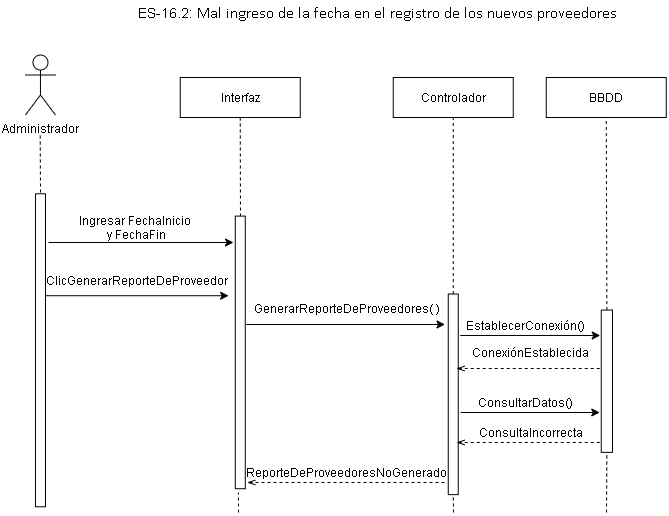 ES-16.2: Mal ingreso de la fecha en el registro de los nuevos proveedores
Administrador
Interfaz
Controlador
BBDD
Ingresar FechaInicio
y FechaFin
ClicGenerarReporteDeProveedor
GenerarReporteDeProveedores()
EstablecerConexión()
ConexiónEstablecida
ConsultarDatos()
ConsultaIncorrecta
ReporteDeProveedoresNoGenerado